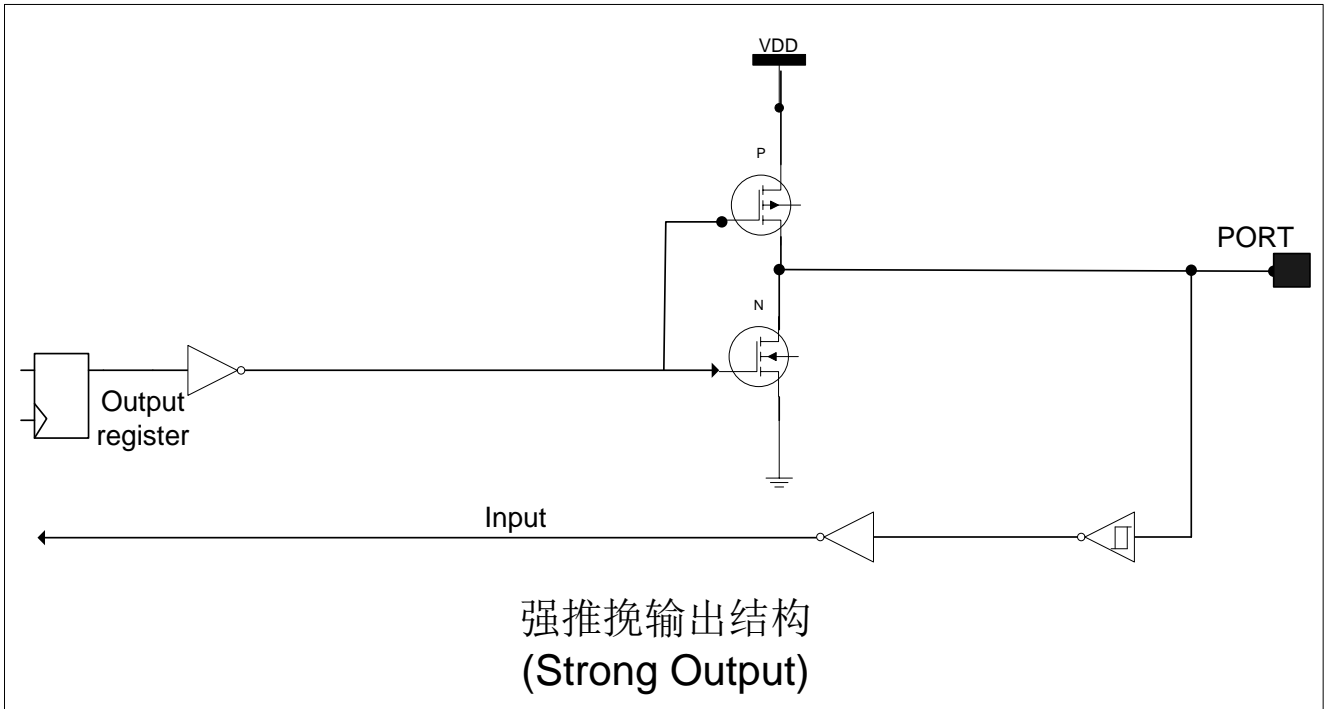 VDD
P
PORT
N
Output
register
Input
强推挽输出结构
(Strong Output)